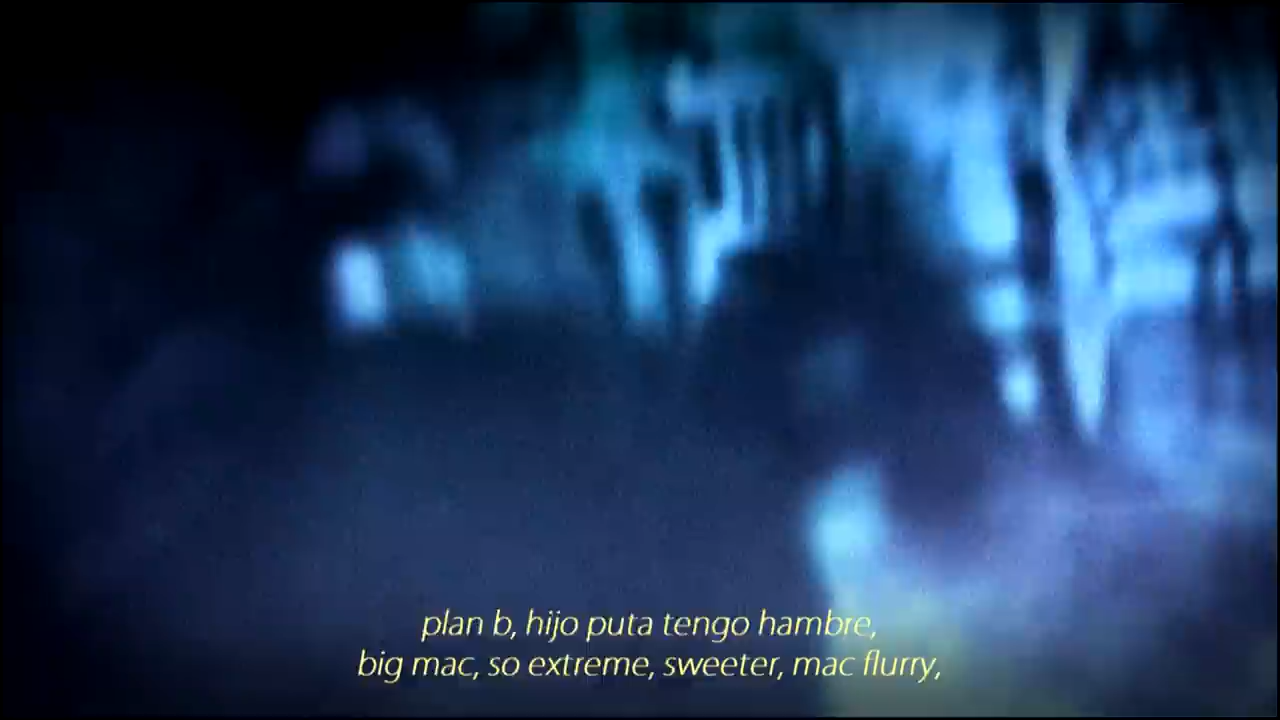 plan b, hijo puta tengo hambre,
big mac, so extreme, sweeter, mac flurry,